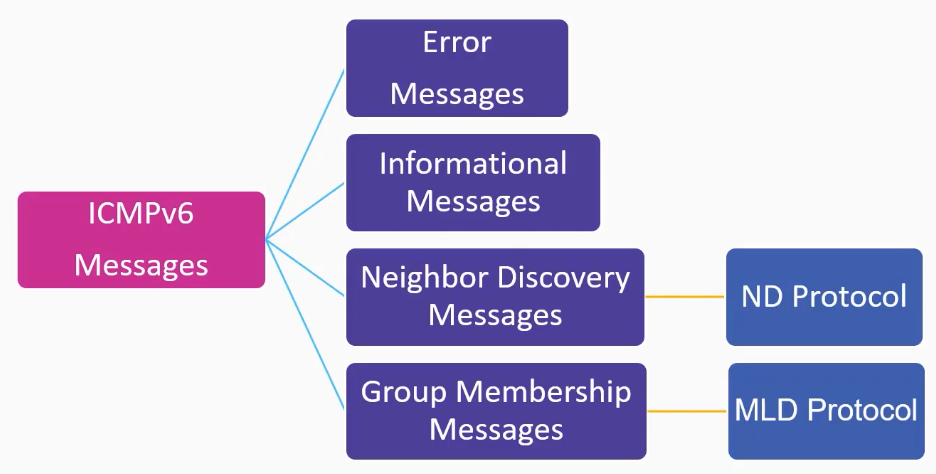 Error
Messages
Informational
Messages
ICMPv6
Messages
Neighbor Discovery
Messages
ND Protocol
Group Membership
Messages
MLD Protocol